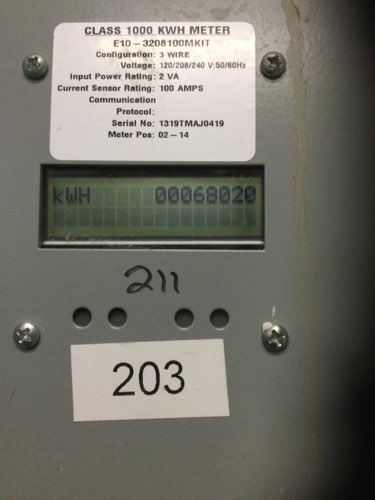 CLASS 1000 KWH METER
E10-3208100MKIT
Configuration: 3 WIRE
Voltage: 120/208/240 V:50/60Hz
Input Power Rating: 2 VA
Current Sensor Rating: 100 AMPS
Communication
Protocol:
Serial No: 1319TMAJ0419
Meter Pos: 02-14
kWH 00068020
211
203